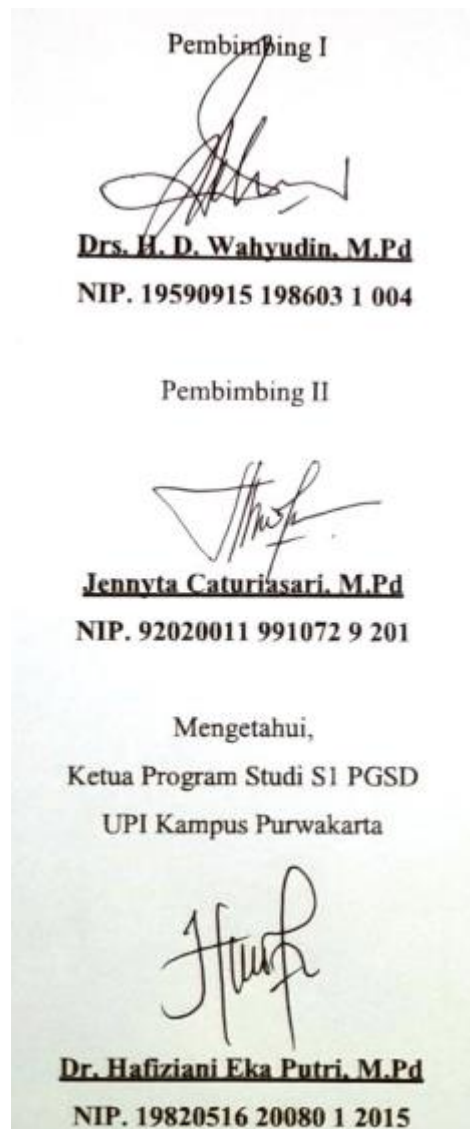 Pembimbing I
Drs. H. D. Wahyudin, M.Pd
NIP. 19590915 198603 1 004
Pembimbing II
Jennyta Caturiasari, M.Pd
NIP. 92020011 991072 9 201
Mengetahui,
Ketua Program Studi S1 PGSD
UPI Kampus Purwakarta
Dr. Hafiziani Eka Putri, M.Pd
NIP. 19820516 20080 1 2015